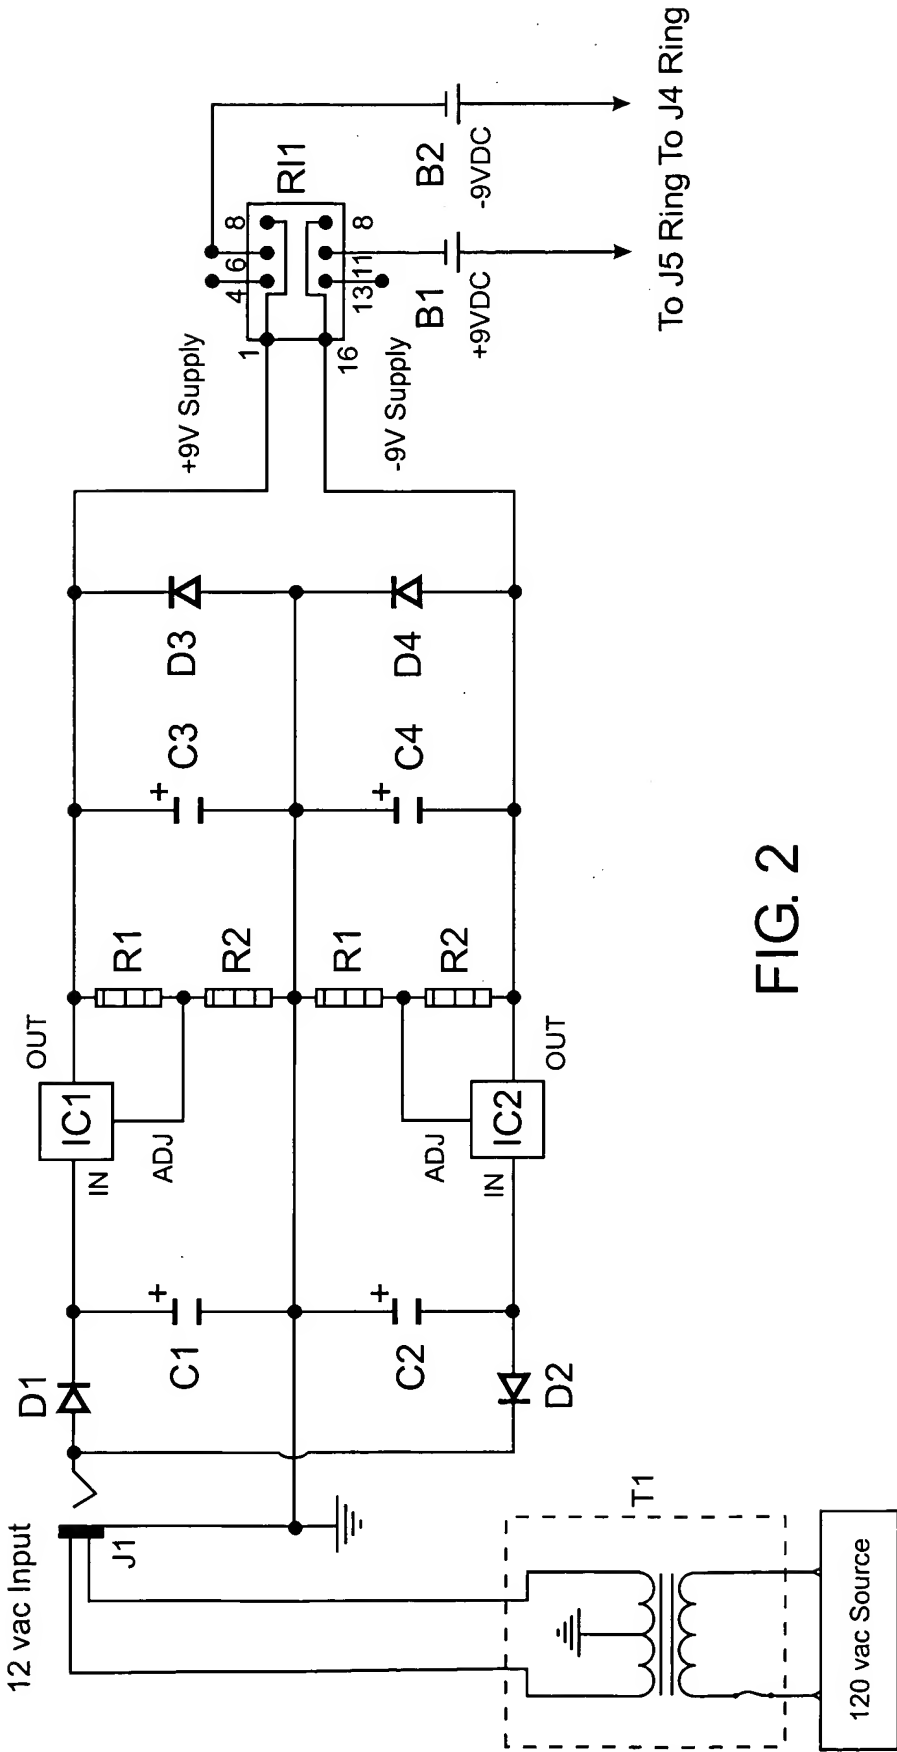 12 vac Input
J1
D1
D2
C1
+
C2
+
IN
IC1
OUT
ADJ
IN
IC2
OUT
ADJ
R1
R2
R1
R2
C3
+
C4
+
D3
D4
+9V Supply
-9V Supply
1
16
4
6
8
13
11
8
RI1
B1
+9VDC
B2
-9VDC
To J5 Ring To J4 Ring
T1
120 vac Source
FIG. 2